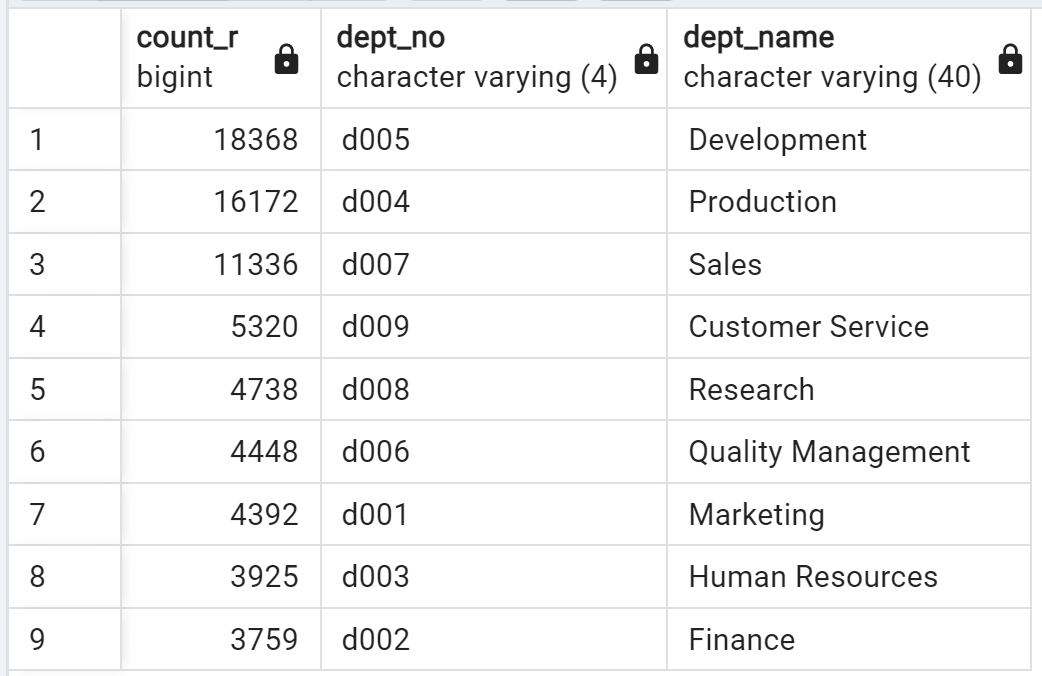 count_r dept_no dept_name
bigint character varying (4) character varying (40)
1 18368 d005 Development
2 16172 d004 Production
3 11336 d007 Sales
4 5320 d009 Customer Service
5 4738 d008 Research
6 4448 d006 Quality Management
7 4392 d001 Marketing
8 3925 d003 Human Resources
9 3759 d002 Finance